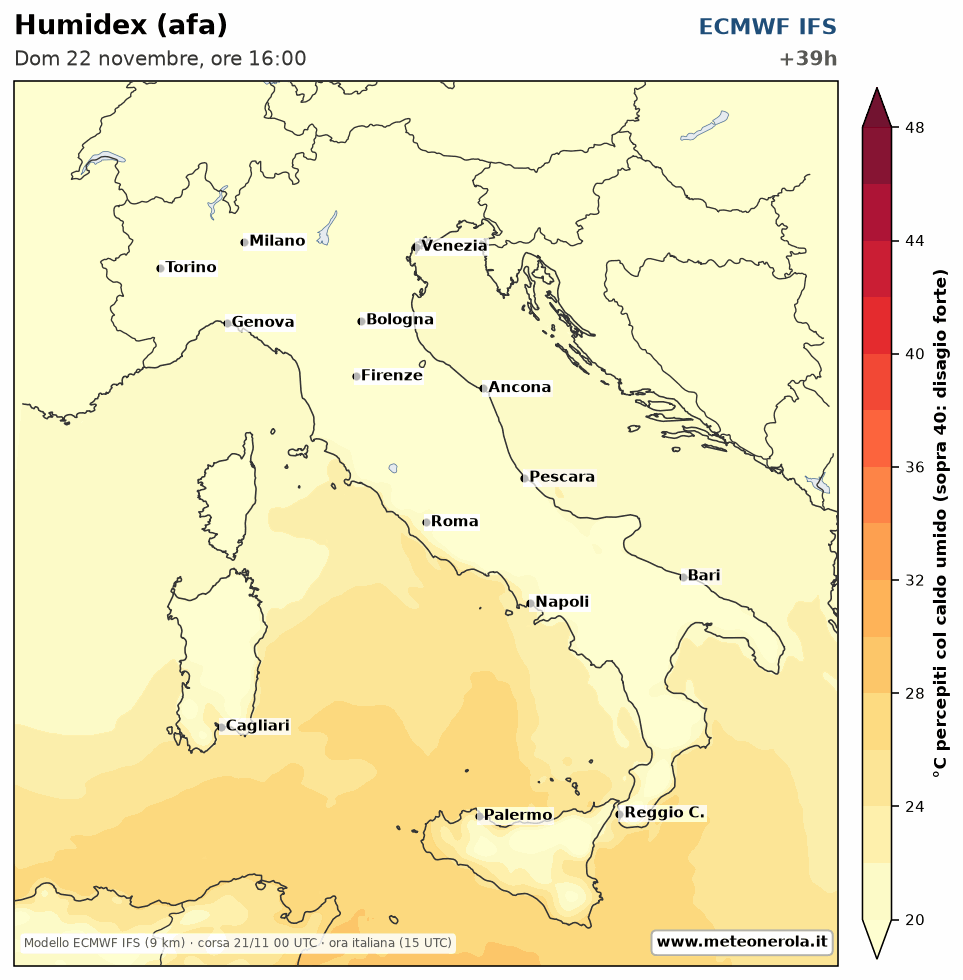 Humidex (afa)
ECMWF IFS
Dom 22 novembre, ore 16:00
+39h
Milano
Venezia
Torino
Genova
Bologna
Firenze
Ancona
Pescara
Roma
Bari
Napoli
Cagliari
Palermo
Reggio C.
48
44
40
36
32
28
24
20
°C percepiti col caldo umido (sopra 40: disagio forte)
Modello ECMWF IFS (9 km) · corsa 21/11 00 UTC · ora italiana (15 UTC)
www.meteonerola.it